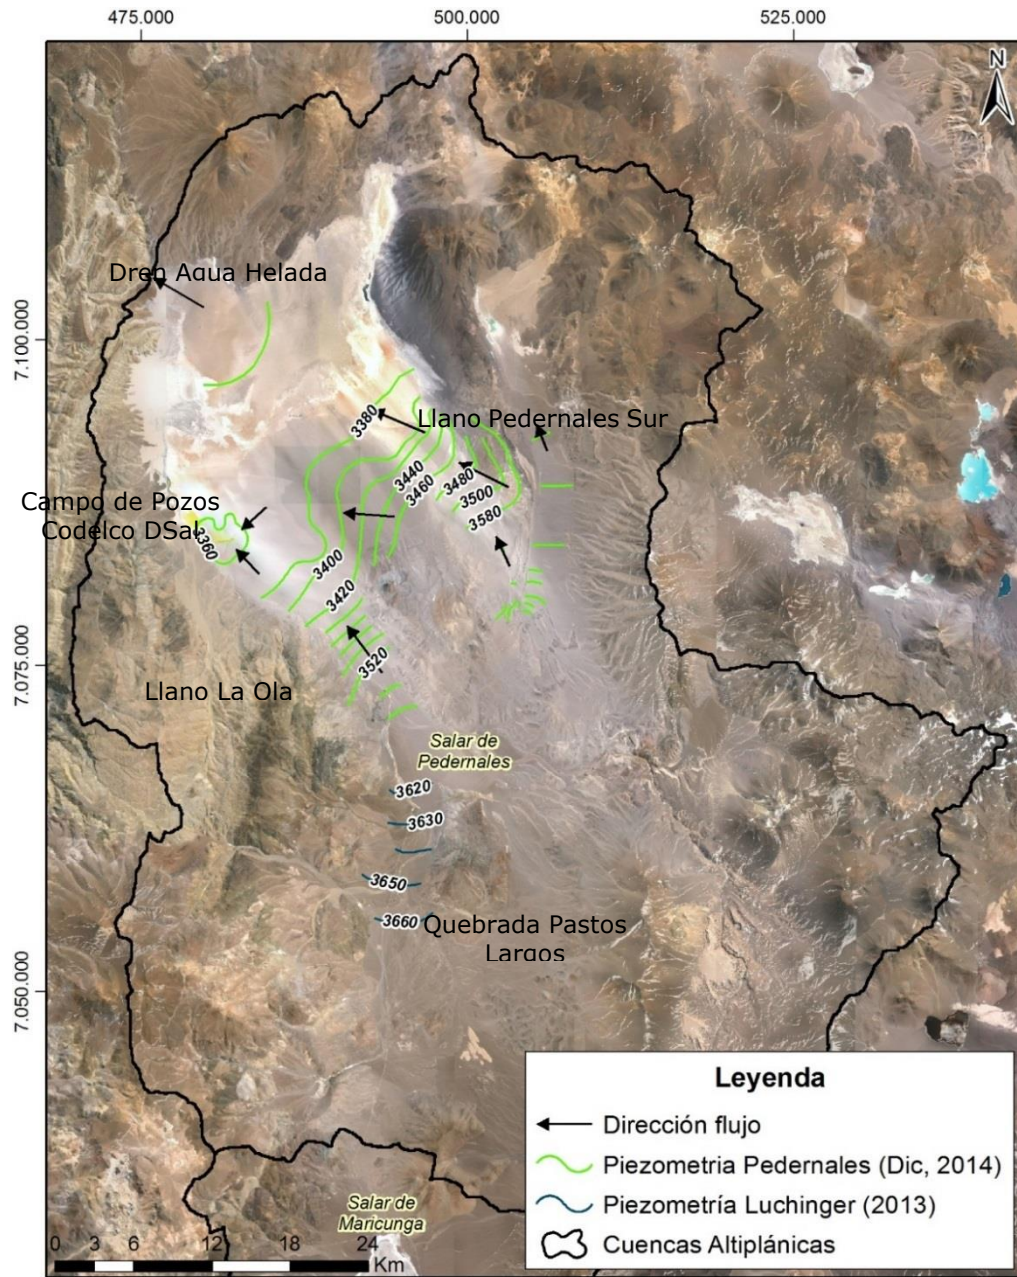 475.000
500.000
525.000
N
Dren Agua Helada
7.100.000
3380
Llano Pedernales Sur
3440
3460
3480
3500
3580
Campo de Pozos
Codelco DSal
3360
3400
3420
3520
7.075.000
Llano La Ola
Salar de
Pedernales
3620
3630
3650
3660
Quebrada Pastos
Largos
7.050.000
Leyenda
Dirección flujo
Piezometria Pedernales (Dic, 2014)
Piezometría Luchinger (2013)
Cuencas Altiplánicas
Salar de
Maricunga
0 3 6 12 18 24
Km